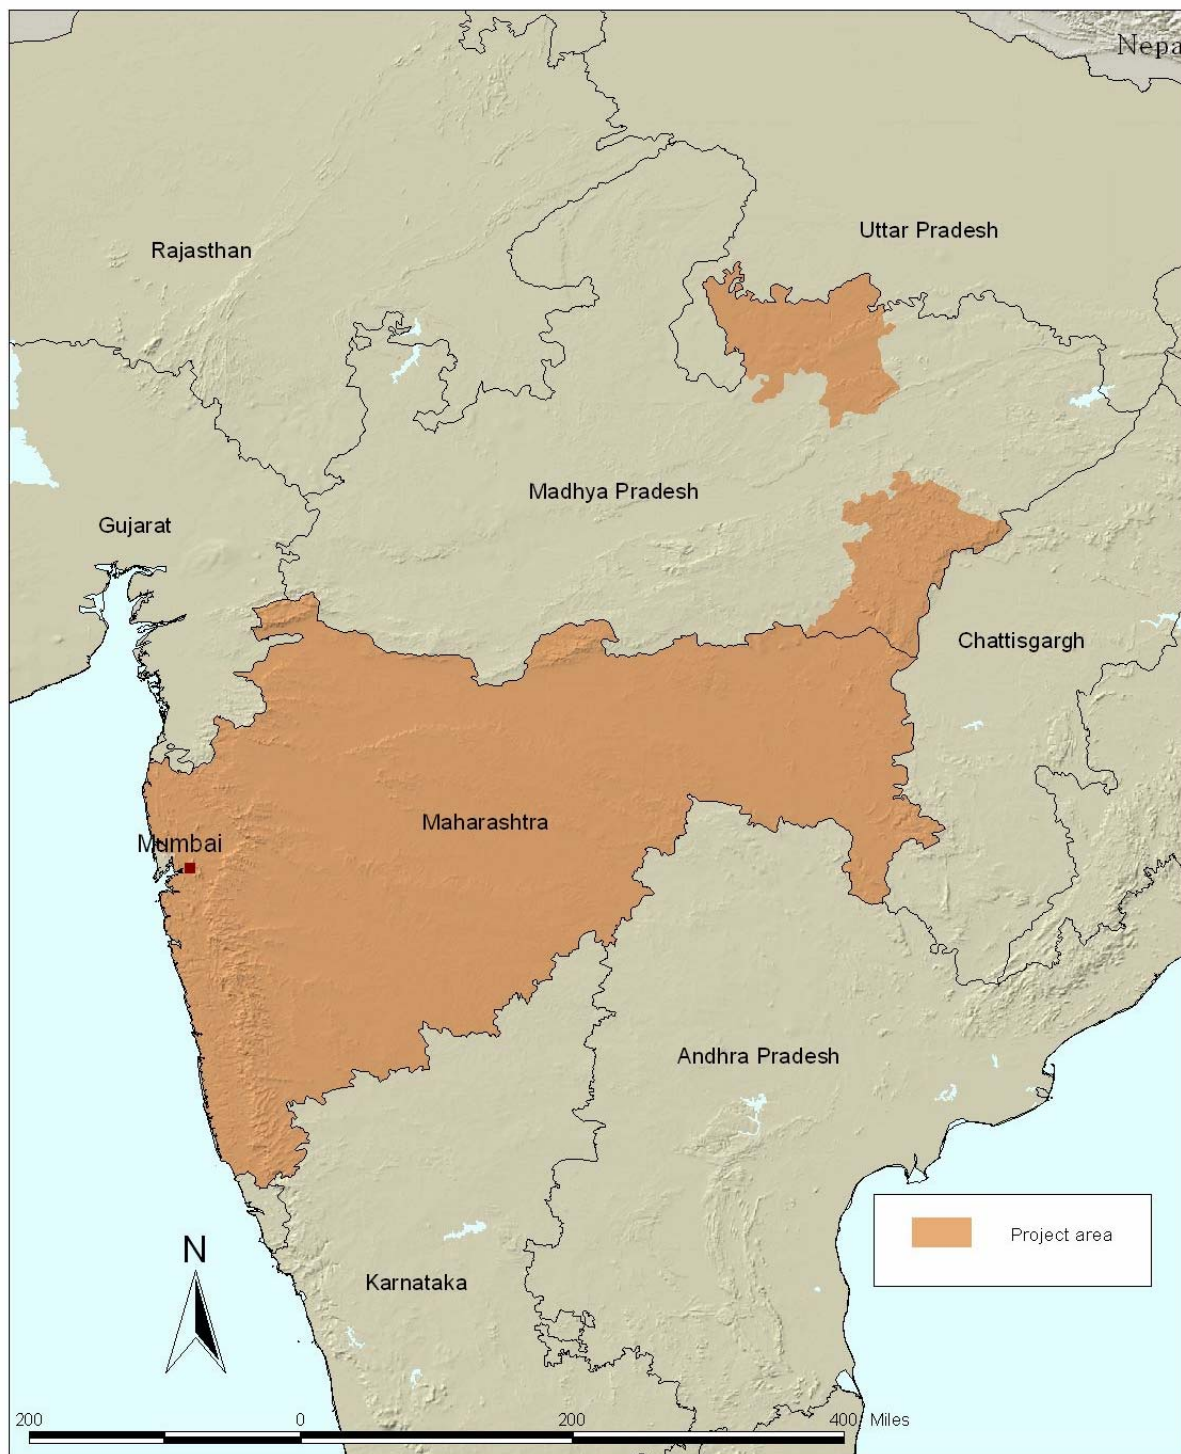 Nepa
Uttar Pradesh
Rajasthan
Madhya Pradesh
Gujarat
Chattisgargh
Maharashtra
Mumbai
Andhra Pradesh
Project area
N
Karnataka
200 0 200 400 Miles